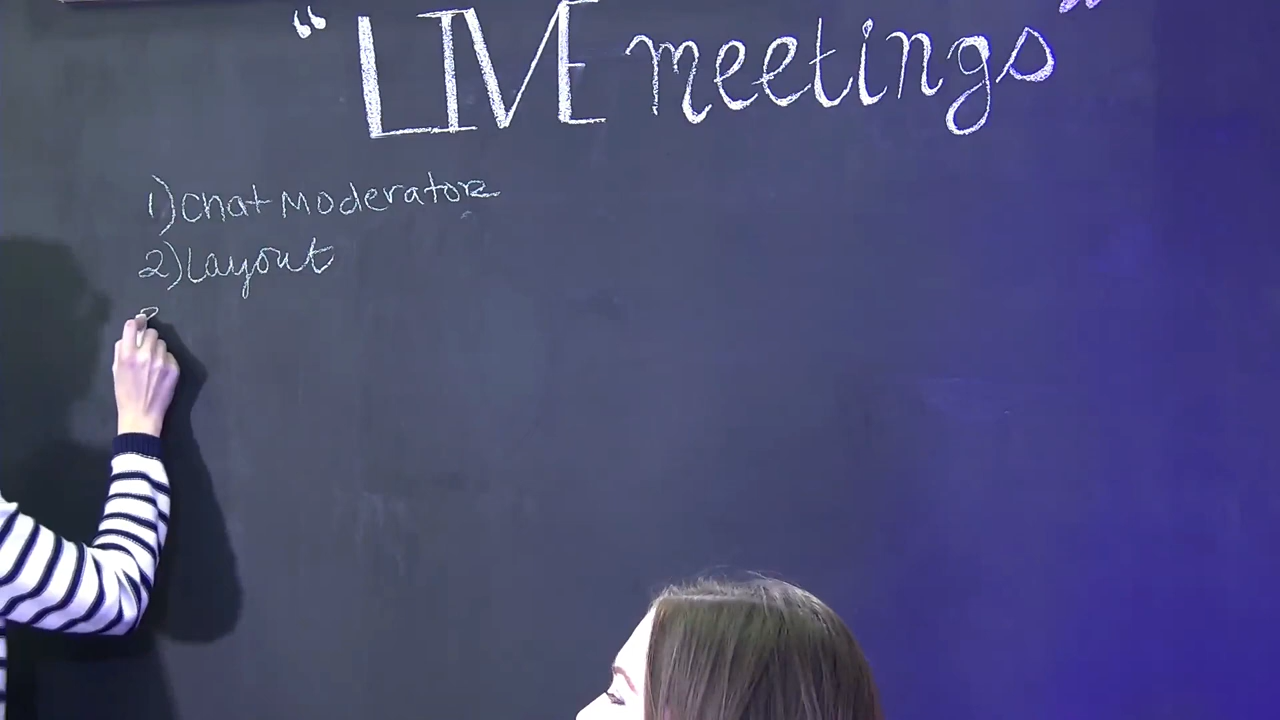 “LIVE meetings”
1) Chat Moderator
2) Layout